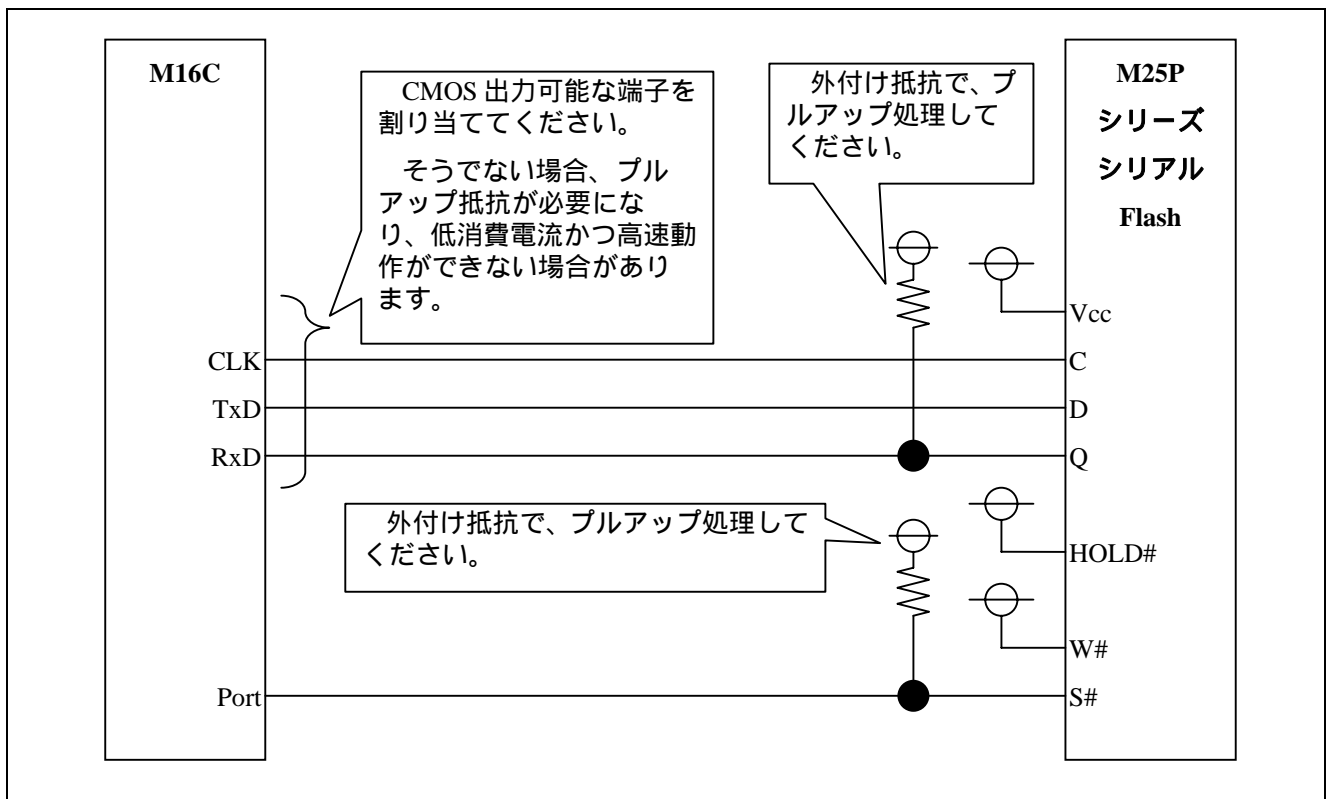 M16C
CMOS 出力可能な端子を
割り当ててください。
そうでない場合、プル
アップ抵抗が必要にな
り、低消費電流かつ高速動
作ができない場合があり
ます。
外付け抵抗で、プ
ルアップ処理して
ください。
M25P
シリーズ
シリアル
Flash
Vcc
CLK
C
TxD
D
RxD
Q
外付け抵抗で、プルアップ処理して
ください。
HOLD#
W#
Port
S#